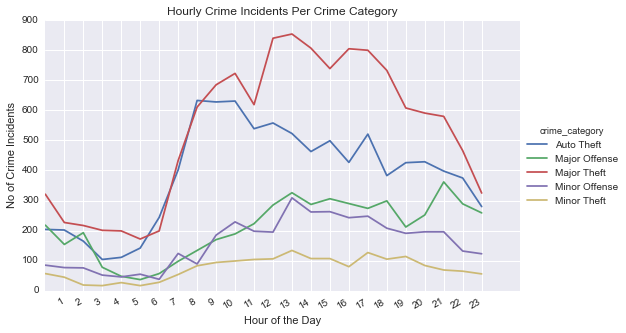 Hourly Crime Incidents Per Crime Category
900
800
700
600
500
400
300
200
100
0
No of Crime Incidents
1 2 3 4 5 6 7 8 9 10 11 12 13 14 15 16 17 18 19 20 21 22 23
Hour of the Day
crime_category
Auto Theft
Major Offense
Major Theft
Minor Offense
Minor Theft